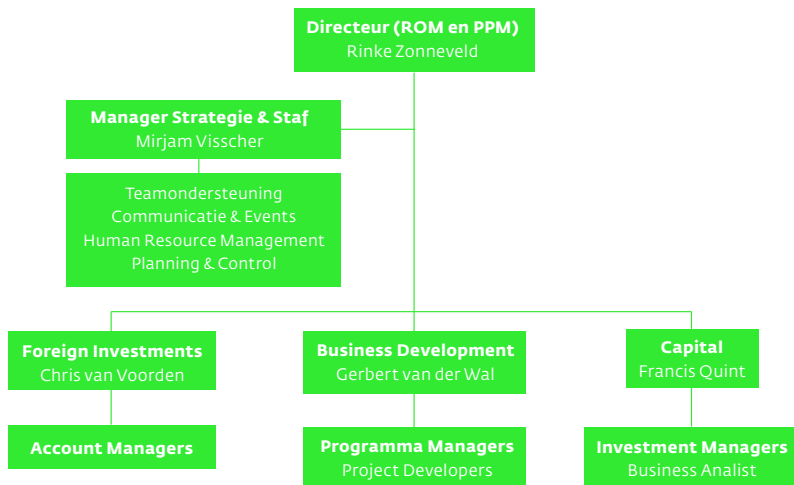 Directeur (ROM en PPM)
Rinke Zonneveld
Manager Strategie & Staf
Mirjam Visscher
Teamondersteuning
Communicatie & Events
Human Resource Management
Planning & Control
Foreign Investments
Chris van Voorden
Business Development
Gerbert van der Wal
Capital
Francis Quint
Account Managers
Programma Managers
Project Developers
Investment Managers
Business Analist